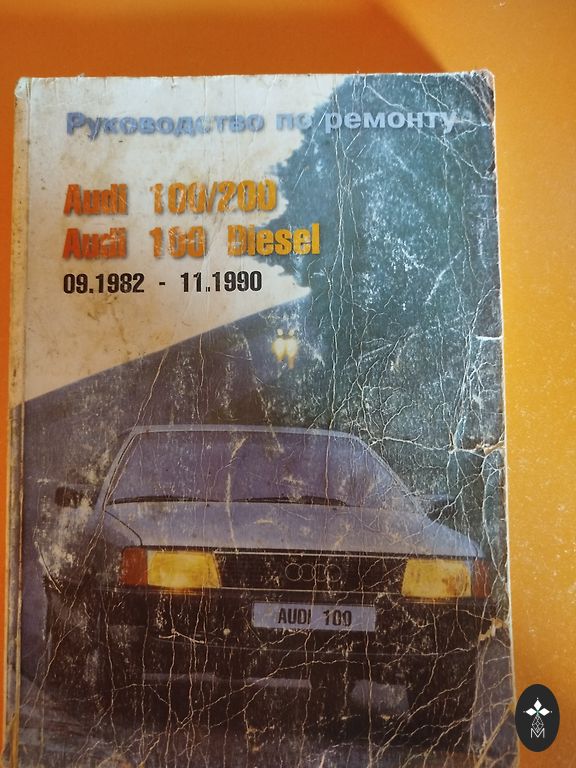 Руководство по ремонту
Audi 100/200
Audi 100 Diesel
09.1982 - 11.1990
AUDI 100
M